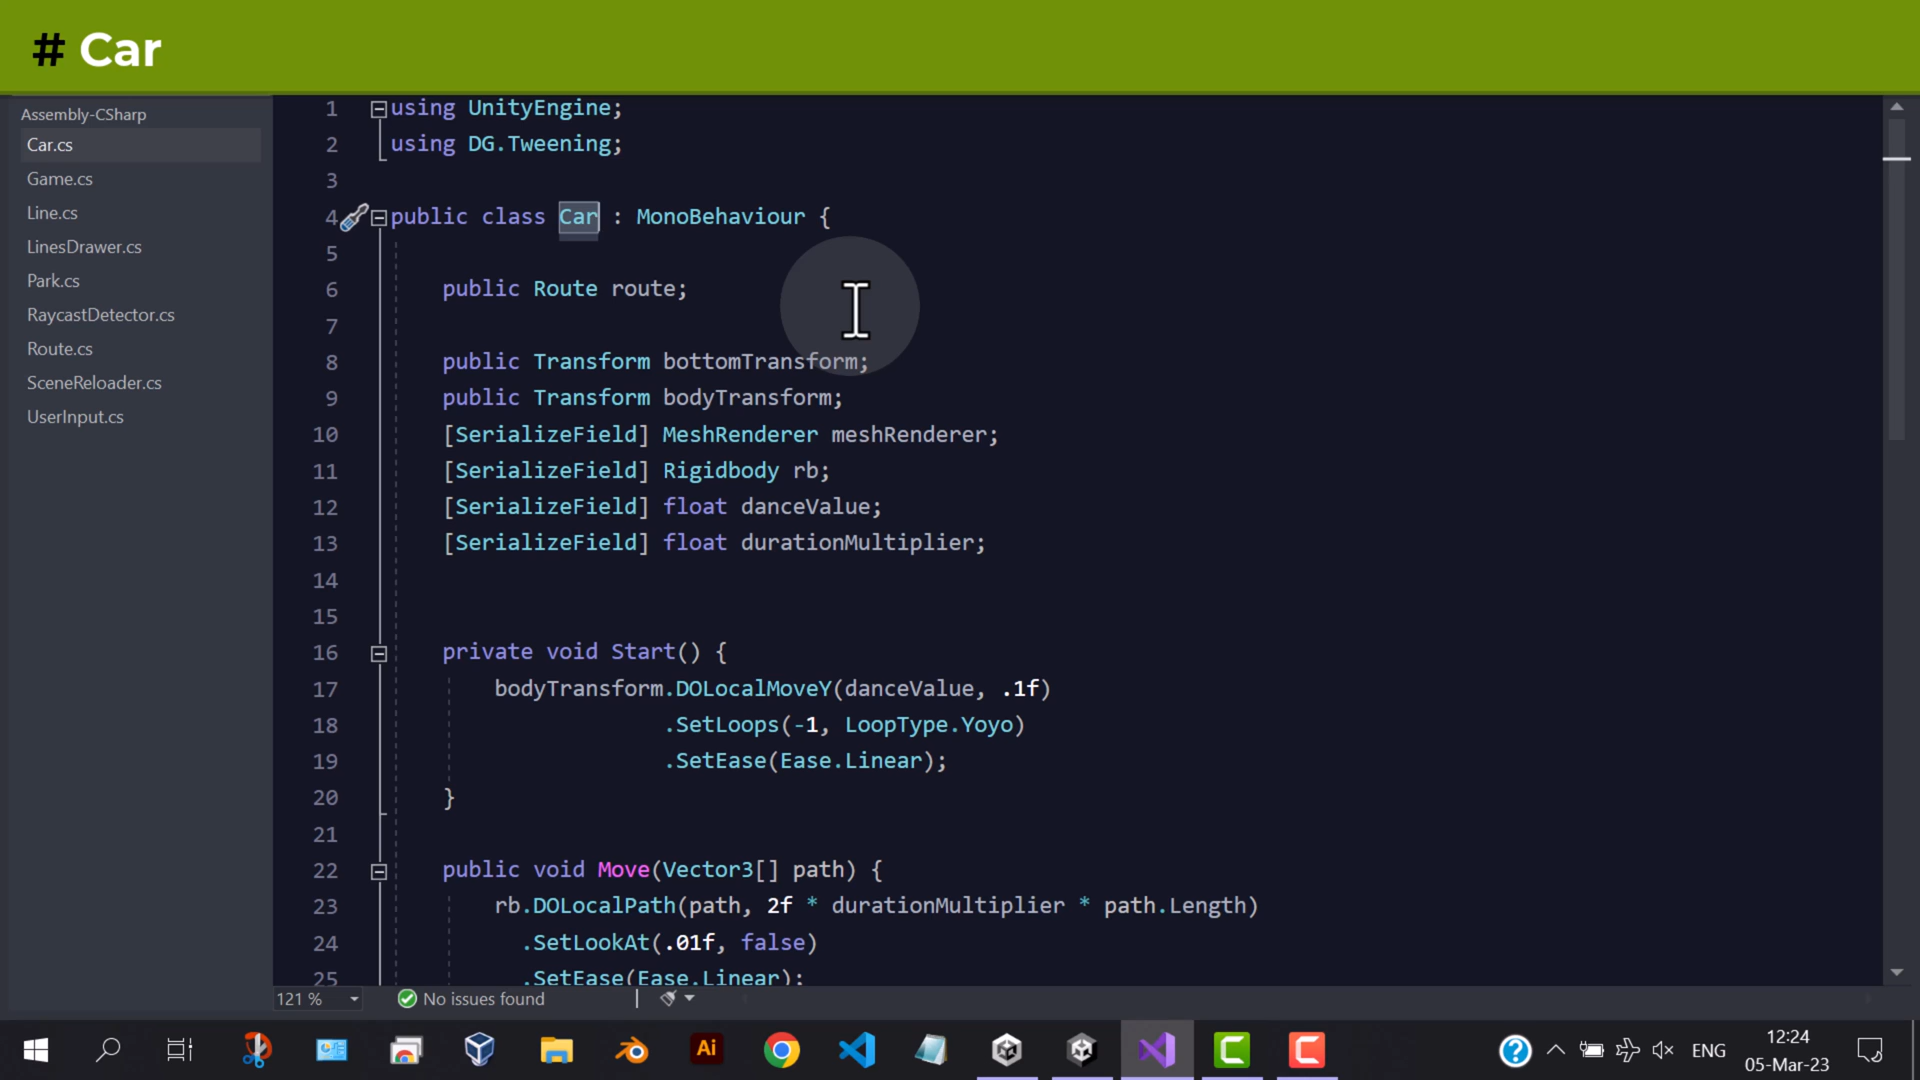 # Car
Assembly-CSharp
Car.cs
Game.cs
Line.cs
LinesDrawer.cs
Park.cs
RaycastDetector.cs
Route.cs
SceneReloader.cs
UserInput.cs
1 using UnityEngine;
2 using DG.Tweening;
3
4 public class Car : MonoBehaviour {
5
6 public Route route;
7
8 public Transform bottomTransform;
9 public Transform bodyTransform;
10 [SerializeField] MeshRenderer meshRenderer;
11 [SerializeField] Rigidbody rb;
12 [SerializeField] float danceValue;
13 [SerializeField] float durationMultiplier;
14
15
16 private void Start() {
17 bodyTransform.DOLocalMoveY(danceValue, .1f)
18 .SetLoops(-1, LoopType.Yoyo)
19 .SetEase(Ease.Linear);
20 }
21
22 public void Move(Vector3[] path) {
23 rb.DOLocalPath(path, 2f * durationMultiplier * path.Length)
24 .SetLookAt(.01f, false)
25 .SetEase(Ease.Linear);
121 % No issues found
Ai
ENG
12:24
05-Mar-23